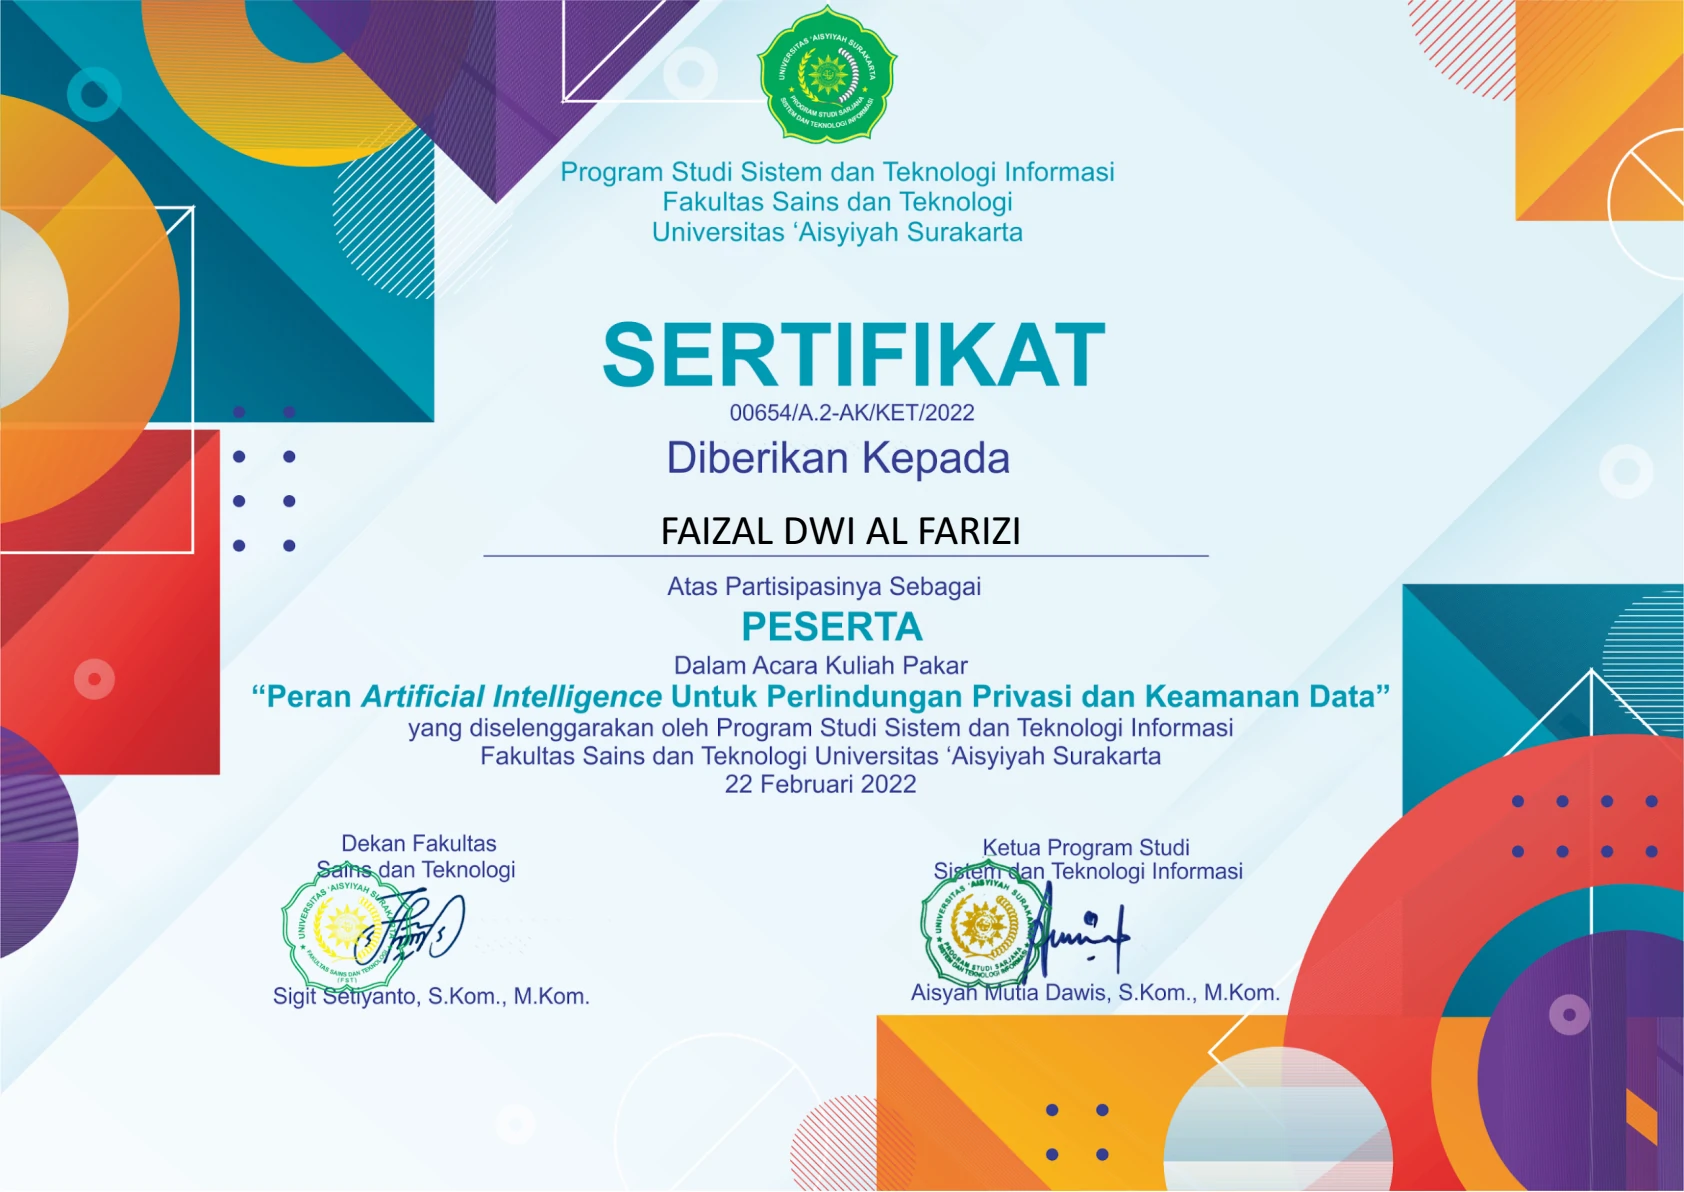 UNIVERSITAS 'AISYIYAH SURAKARTA
PROGRAM STUDI SARJANA
SISTEM DAN TEKNOLOGI INFORMASI
Program Studi Sistem dan Teknologi Informasi
Fakultas Sains dan Teknologi
Universitas ‘Aisyiyah Surakarta
SERTIFIKAT
00654/A.2-AK/KET/2022
Diberikan Kepada
FAIZAL DWI AL FARIZI
Atas Partisipasinya Sebagai
PESERTA
Dalam Acara Kuliah Pakar
“Peran Artificial Intelligence Untuk Perlindungan Privasi dan Keamanan Data”
yang diselenggarakan oleh Program Studi Sistem dan Teknologi Informasi
Fakultas Sains dan Teknologi Universitas ‘Aisyiyah Surakarta
22 Februari 2022
Dekan Fakultas
Sains dan Teknologi
UNIVERSITAS 'AISYIYAH SURAKARTA
FAKULTAS SAINS DAN TEKNOLOGI
(FST)
Sigit Setiyanto, S.Kom., M.Kom.
Ketua Program Studi
Sistem dan Teknologi Informasi
UNIVERSITAS 'AISYIYAH SURAKARTA
PROGRAM STUDI SARJANA
SISTEM DAN TEKNOLOGI INFORMASI
Aisyah Mutia Dawis, S.Kom., M.Kom.